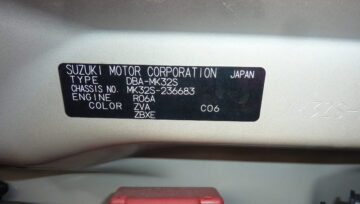 SUZUKI MOTOR CORPORATION JAPAN
TYPE DBA-MK32S
CHASSIS NO. MK32S-236683
ENGINE R06A
COLOR ZVA C06
ZBXE